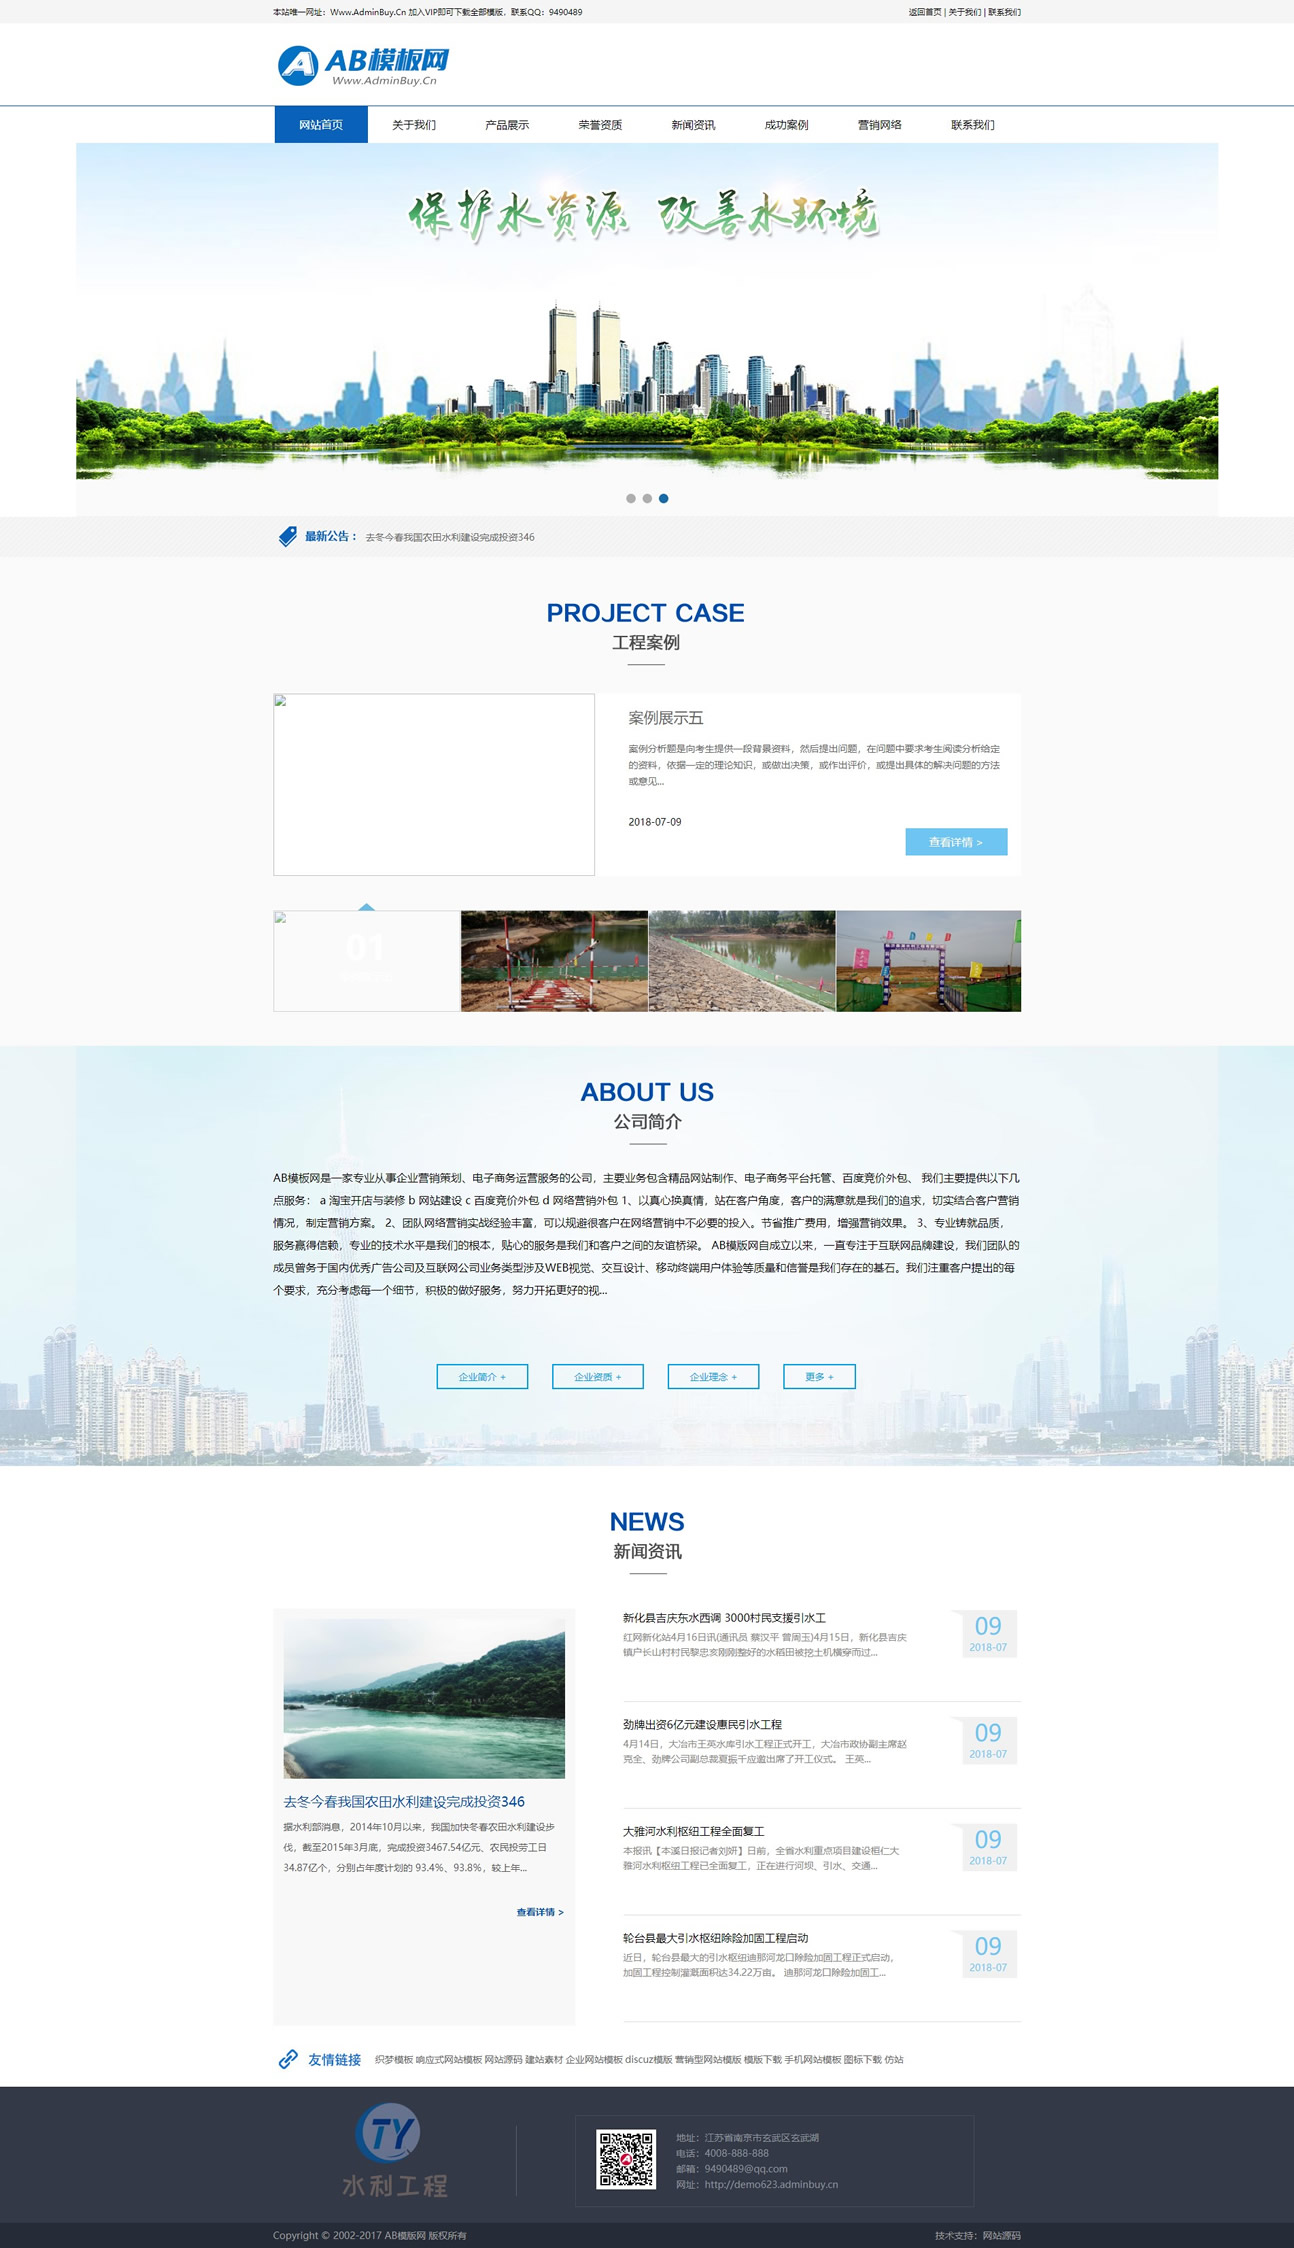 本站唯一网址：Www.AdminBuy.Cn 加入VIP即可下载全部模版，联系QQ：9490489
返回首页 | 关于我们 | 联系我们
AB模板网
Www.AdminBuy.Cn
网站首页 关于我们 产品展示 荣誉资质 新闻资讯 成功案例 营销网络 联系我们
保护水资源 改善水环境
最新公告： 去冬今春我国农田水利建设完成投资346
PROJECT CASE
工程案例
案例展示五
案例分析题是向考生提供一段背景资料，然后提出问题，在问题中要求考生阅读分析给定
的资料，依据一定的理论知识，或做出决策，或作出评价，或提出具体的解决问题的方法
或意见...
2018-07-09
查看详情 >
01
ABOUT US
公司简介
AB模板网是一家专业从事企业营销策划、电子商务运营服务的公司，主要业务包含精品网站制作、电子商务平台托管、百度竞价外包、 我们主要提供以下几
点服务： a 淘宝开店与装修 b 网站建设 c 百度竞价外包 d 网络营销外包 1、以真心换真情，站在客户角度，客户的满意就是我们的追求，切实结合客户营销
情况，制定营销方案。 2、团队网络营销实战经验丰富，可以规避很客户在网络营销中不必要的投入。节省推广费用，增强营销效果。 3、专业铸就品质，
服务赢得信赖，专业的技术水平是我们的根本，贴心的服务是我们和客户之间的友谊桥梁。 AB模版网自成立以来，一直专注于互联网品牌建设，我们团队的
成员曾务于国内优秀广告公司及互联网公司业务类型涉及WEB视觉、交互设计、移动终端用户体验等质量和信誉是我们存在的基石。我们注重客户提出的每
个要求，充分考虑每一个细节，积极的做好服务，努力开拓更好的视...
企业简介 + 企业资质 + 企业理念 + 更多 +
NEWS
新闻资讯
去冬今春我国农田水利建设完成投资346
据水利部消息，2014年10月以来，我国加快冬春农田水利建设步
伐，截至2015年3月底，完成投资3467.54亿元、农民投劳工日
34.87亿个，分别占年度计划的 93.4%、93.8%，较上年...
查看详情 >
新化县吉庆东水西调 3000村民支援引水工
红网新化站4月16日讯(通讯员 蔡汉平 曾周玉)4月15日，新化县吉庆
镇户长山村村民黎忠亥刚刚整好的水稻田被挖土机横穿而过...
09
2018-07
劲牌出资6亿元建设惠民引水工程
4月14日，大冶市王英水库引水工程正式开工，大冶市政协副主席赵
克全、劲牌公司副总裁夏振千应邀出席了开工仪式。 王英...
09
2018-07
大雅河水利枢纽工程全面复工
本报讯【本溪日报记者刘妍】日前，全省水利重点项目建设桓仁大
雅河水利枢纽工程已全面复工，正在进行河坝、引水、交通...
09
2018-07
轮台县最大引水枢纽除险加固工程启动
近日，轮台县最大的引水枢纽迪那河龙口除险加固工程正式启动，
加固工程控制灌溉面积达34.22万亩。 迪那河龙口除险加固工...
09
2018-07
友情链接 织梦模板 响应式网站模板 网站源码 建站素材 企业网站模板 discuz模版 营销型网站模版 模版下载 手机网站模板 图标下载 仿站
TY
水利工程
地址：江苏省南京市玄武区玄武湖
电话：4008-888-888
邮箱：9490489@qq.com
网址：http://demo623.adminbuy.cn
Copyright © 2002-2017 AB模版网 版权所有
技术支持：网站源码